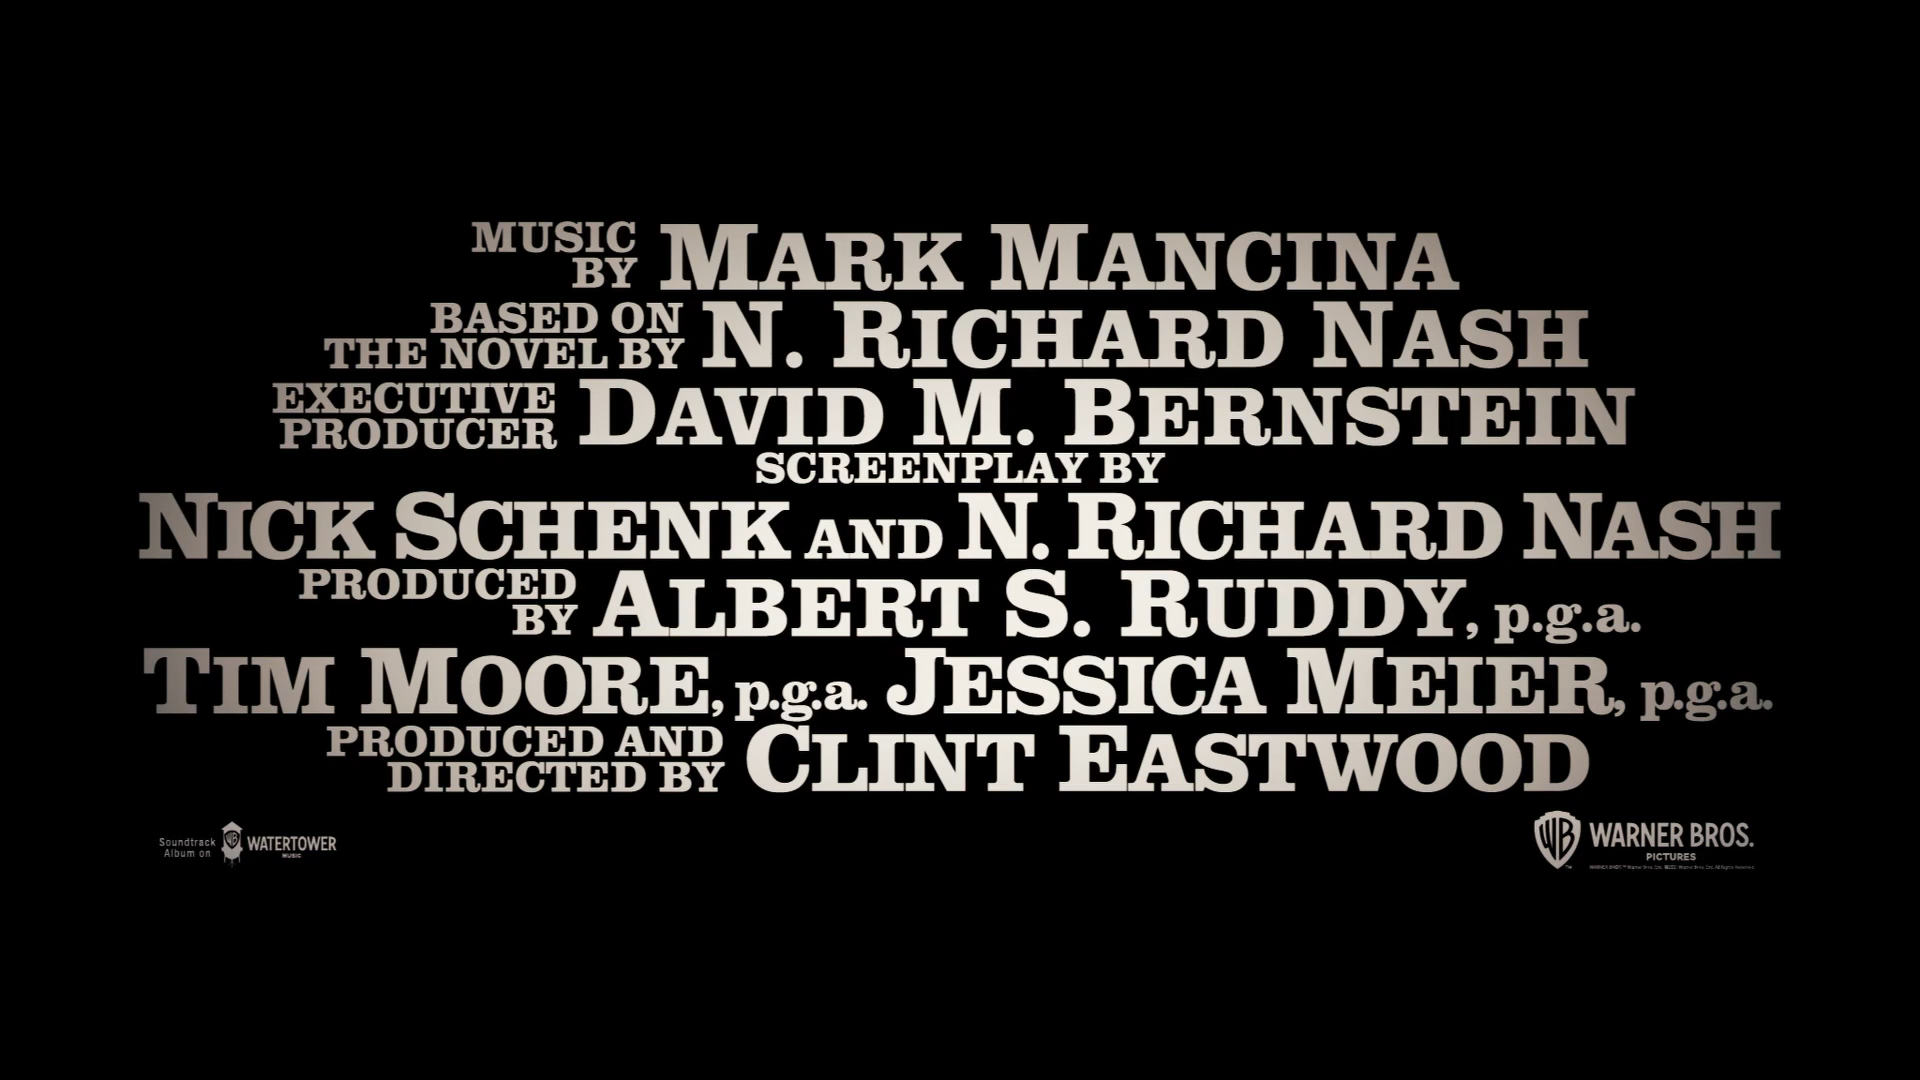 MUSIC BY MARK MANCINA
BASED ON THE NOVEL BY N. RICHARD NASH
EXECUTIVE PRODUCER DAVID M. BERNSTEIN
SCREENPLAY BY
NICK SCHENK AND N. RICHARD NASH
PRODUCED BY ALBERT S. RUDDY, p.g.a.
TIM MOORE, p.g.a. JESSICA MEIER, p.g.a.
PRODUCED AND DIRECTED BY CLINT EASTWOOD
Soundtrack Album on WB WATERTOWER MUSIC
WB WARNER BROS. PICTURES